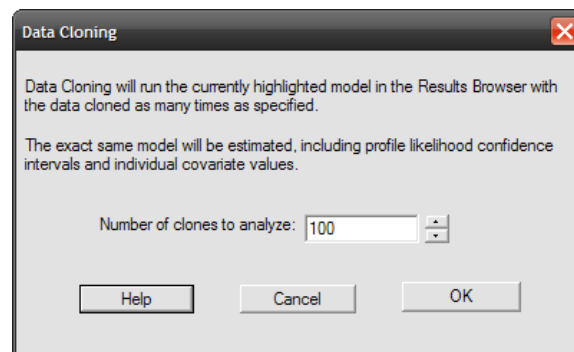 Data Cloning
Data Cloning will run the currently highlighted model in the Results Browser with
the data cloned as many times as specified.
The exact same model will be estimated, including profile likelihood confidence
intervals and individual covariate values.
Number of clones to analyze: 100
Help Cancel OK